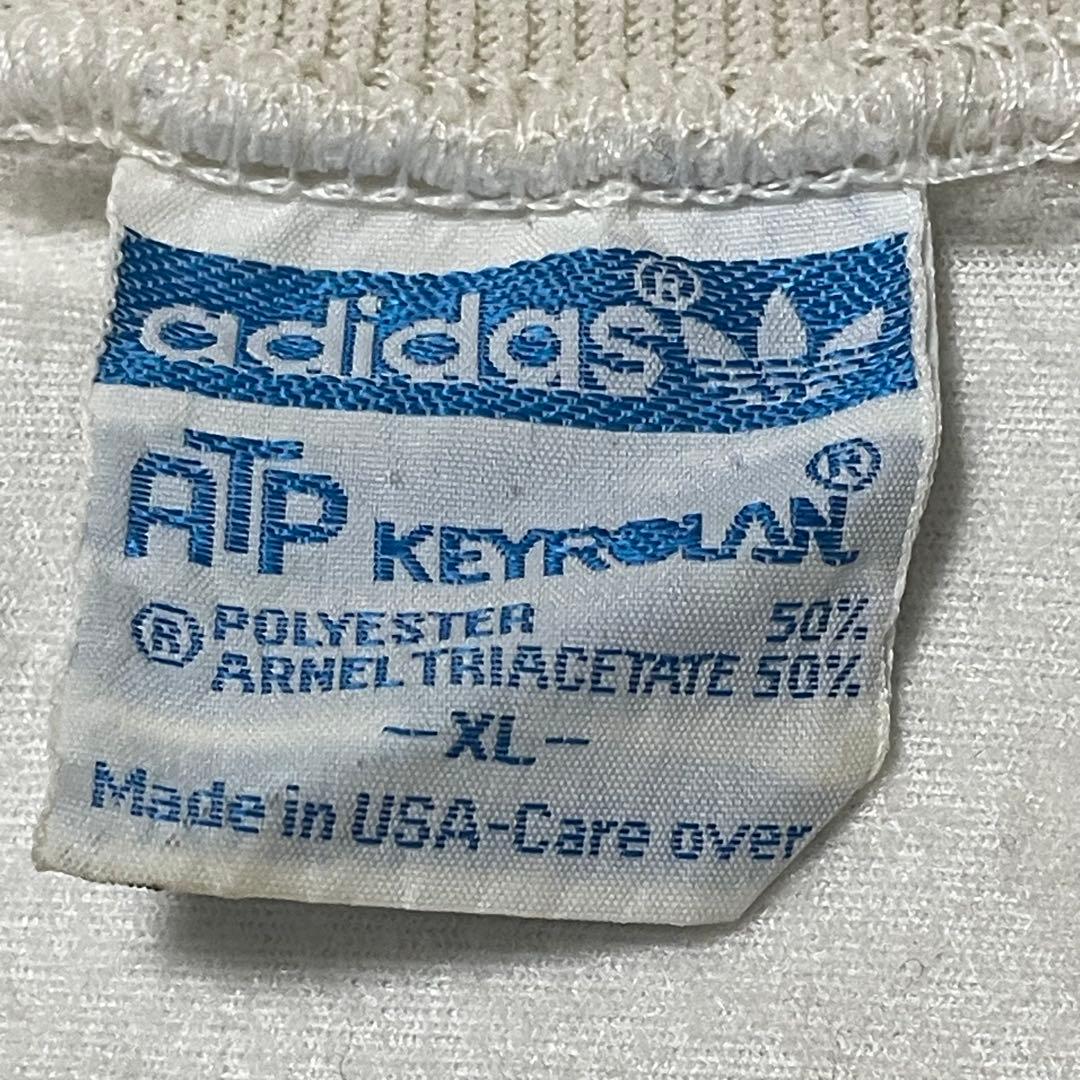 adidas®
ATP KEYROLAN®
® POLYESTER 50%
ARNEL TRIACETATE 50%
--XL--
Made in USA-Care over